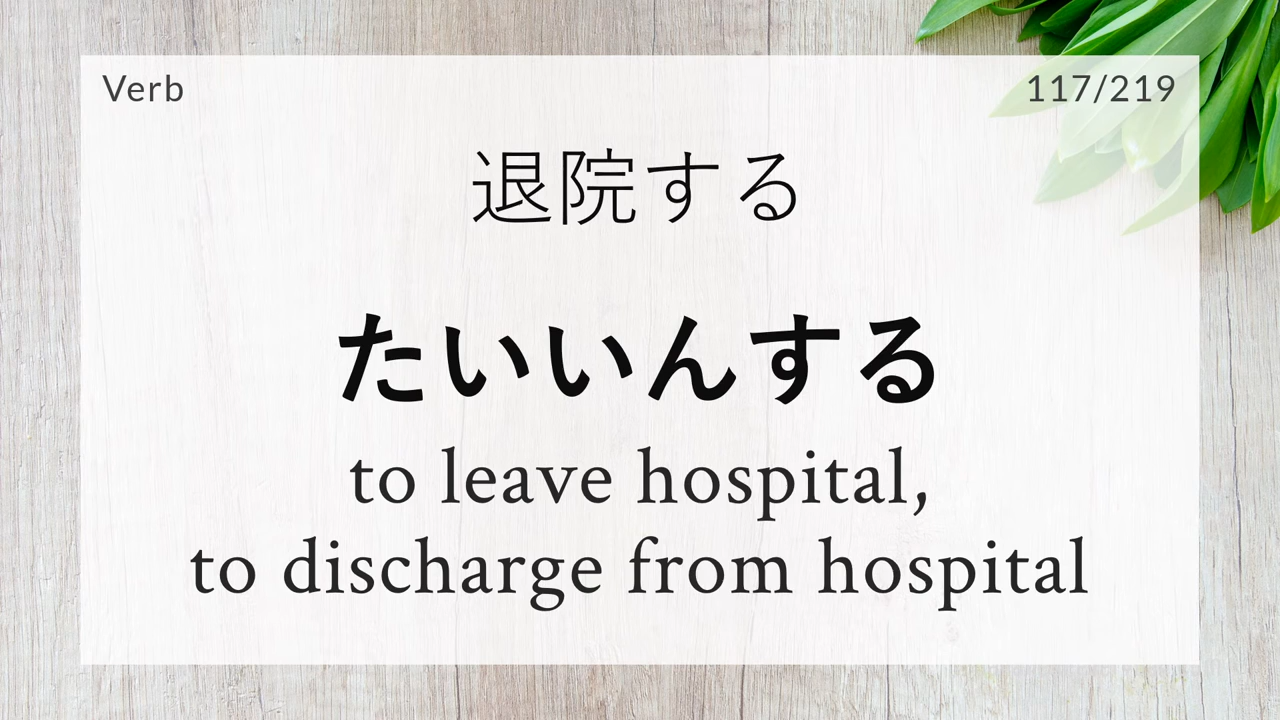 Verb
117/219
退院する
たいいんする
to leave hospital,
to discharge from hospital